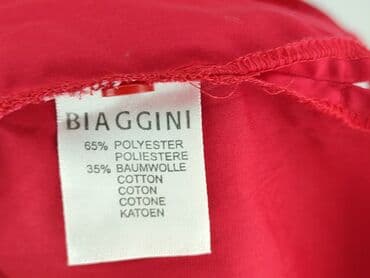 BIAGGINI
65% POLYESTER
POLIESTERE
35% BAUMWOLLE
COTTON
COTON
COTONE
KATOEN